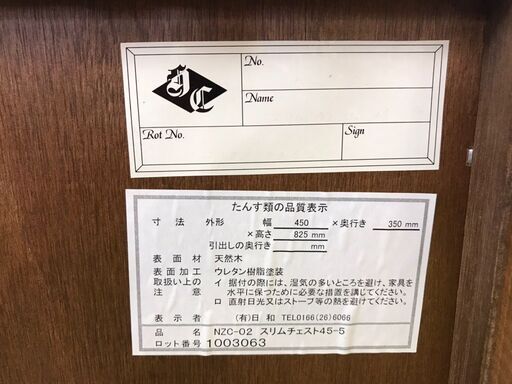 No.
Name
Rot No.
Sign
たんす類の品質表示
寸法 外形 幅 450 ×奥行き 350 mm
×高さ 825 mm
引出しの奥行き mm
表面材 天然木
表面加工 ウレタン樹脂塗装
取扱い上の イ 据付の際には、湿気の多いところを避け、家具を
注意 水平に保つために必要な措置を講じてください。
ロ 直射日光又はストーブ等の熱を避けてください。
表示者 (有)日和 TEL0166(26)6066
品名 NZC-02 スリムチェスト45-5
ロット番号 1003063